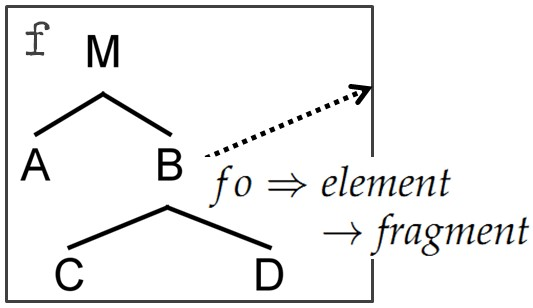 f
M
A B
fo ⇒ element
→ fragment
C D